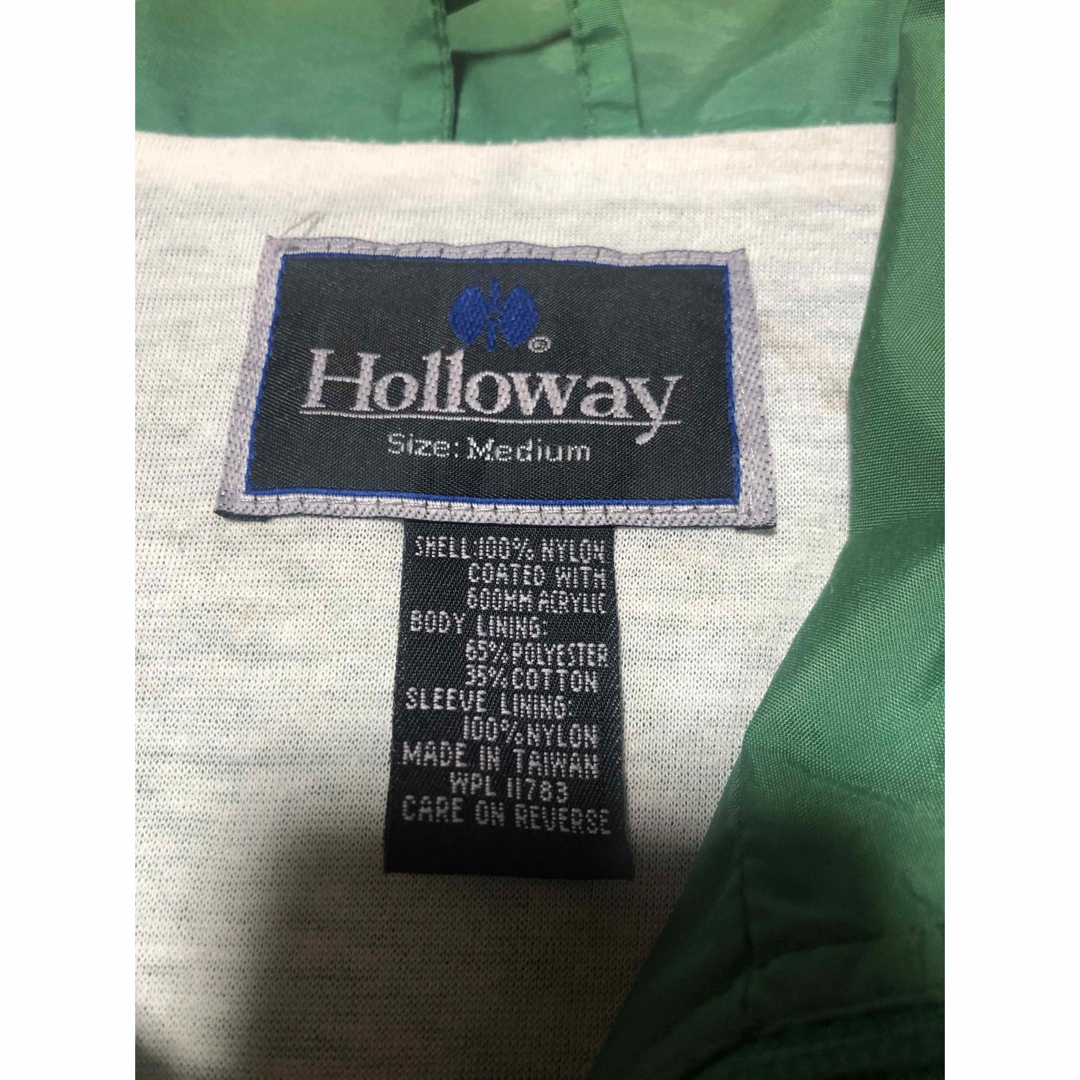 ®
Holloway
Size: Medium
SHELL 100% NYLON
COATED WITH
600MM ACRYLIC
BODY LINING:
65% POLYESTER
35% COTTON
SLEEVE LINING:
100% NYLON
MADE IN TAIWAN
WPL 11783
CARE ON REVERSE